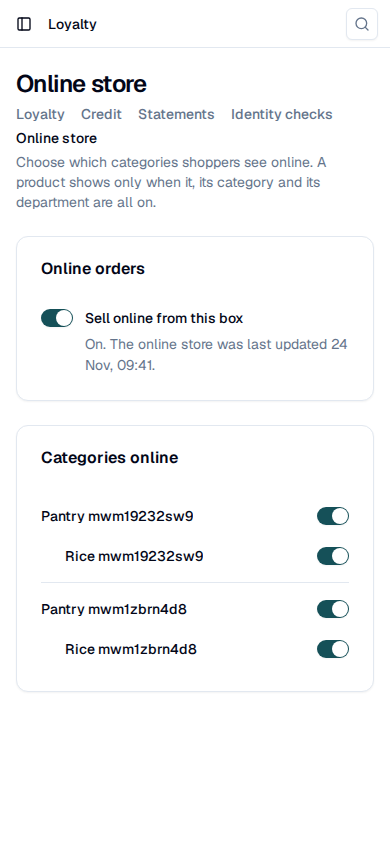 Loyalty
Online store
Loyalty Credit Statements Identity checks
Online store
Choose which categories shoppers see online. A
product shows only when it, its category and its
department are all on.
Online orders
Sell online from this box
On. The online store was last updated 24
Nov, 09:41.
Categories online
Pantry mwm19232sw9
Rice mwm19232sw9
Pantry mwm1zbrn4d8
Rice mwm1zbrn4d8